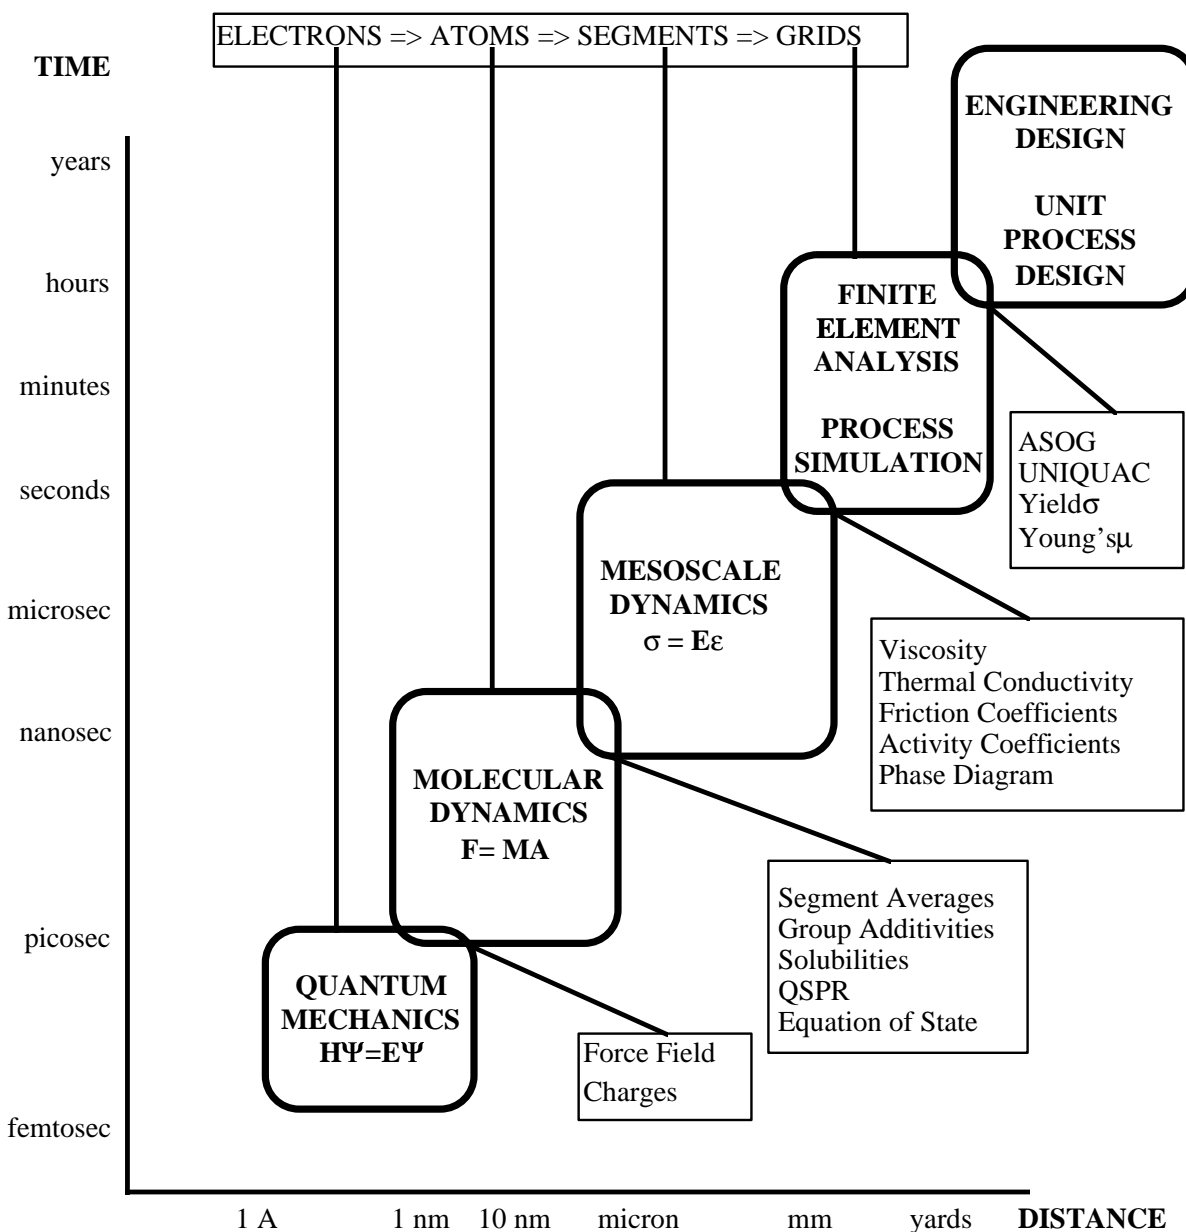 ELECTRONS => ATOMS => SEGMENTS => GRIDS
TIME
years
hours
minutes
seconds
microsec
nanosec
picosec
femtosec
ENGINEERING
DESIGN
UNIT
PROCESS
DESIGN
FINITE
ELEMENT
ANALYSIS
PROCESS
SIMULATION
ASOG
UNIQUAC
Yieldσ
Young’sμ
MESOSCALE
DYNAMICS
σ = Eε
Viscosity
Thermal Conductivity
Friction Coefficients
Activity Coefficients
Phase Diagram
MOLECULAR
DYNAMICS
F= MA
Segment Averages
Group Additivities
Solubilities
QSPR
Equation of State
QUANTUM
MECHANICS
HΨ=EΨ
Force Field
Charges
1 A 1 nm 10 nm micron mm yards DISTANCE